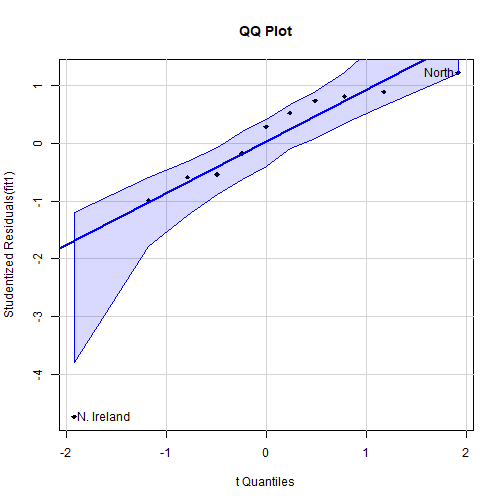 QQ Plot
North
1
0
-1
-2
-3
-4
Studentized Residuals(fit1)
N. Ireland
-2
-1
0
1
2
t Quantiles